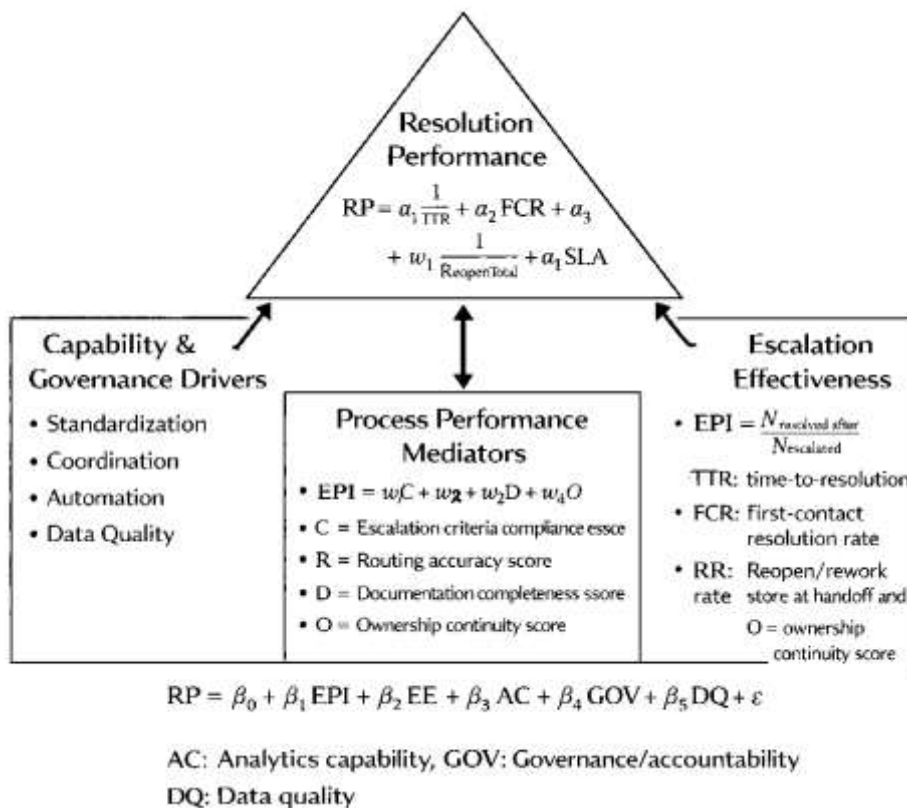 Resolution
Performance
RP = α₁ 1/TTR + α₂ FCR + α₃
+ w₁ 1/ReopenTotal + α₁ SLA
Capability &
Governance Drivers
• Standardization
• Coordination
• Automation
• Data Quality
Process Performance
Mediators
• EPI = wᵢC + w₂ + w₂D + w₄O
• C = Escalation criteria compliance essce
• R = Routing accuracy score
• D = Documentation completeness ssore
• O = Ownership continuity score
Escalation
Effectiveness
• EPI = N resolved after / N escalated
TTR: time-to-resolution
• FCR: First-contact
resolution rate
• RR: Reopen/rework
rate store at handoff and
O = ownership
continuity score
RP = β₀ + β₁ EPI + β₂ EE + β₃ AC + β₄ GOV + β₅ DQ + ε
AC: Analytics capability, GOV: Governance/accountability
DQ: Data quality